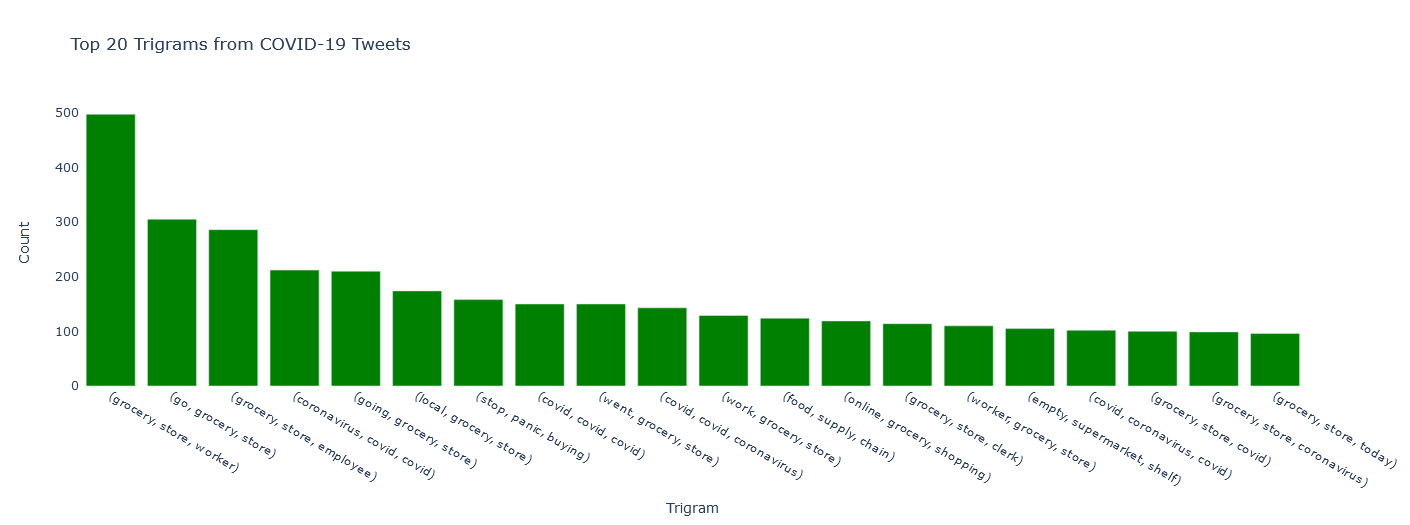 Top 20 Trigrams from COVID-19 Tweets
Count
500
400
300
200
100
0
(grocery, store, worker)
(go, grocery, store)
(grocery, store, employee)
(coronavirus, covid, covid)
(going, grocery, store)
(local, grocery, store)
(stop, panic, buying)
(covid, covid, covid)
(went, grocery, store)
(covid, covid, coronavirus)
(work, grocery, store)
(food, supply, chain)
(online, grocery, shopping)
(grocery, store, clerk)
(worker, grocery, store)
(empty, supermarket, shelf)
(covid, coronavirus, covid)
(grocery, store, covid)
(grocery, store, coronavirus)
(grocery, store, today)
Trigram